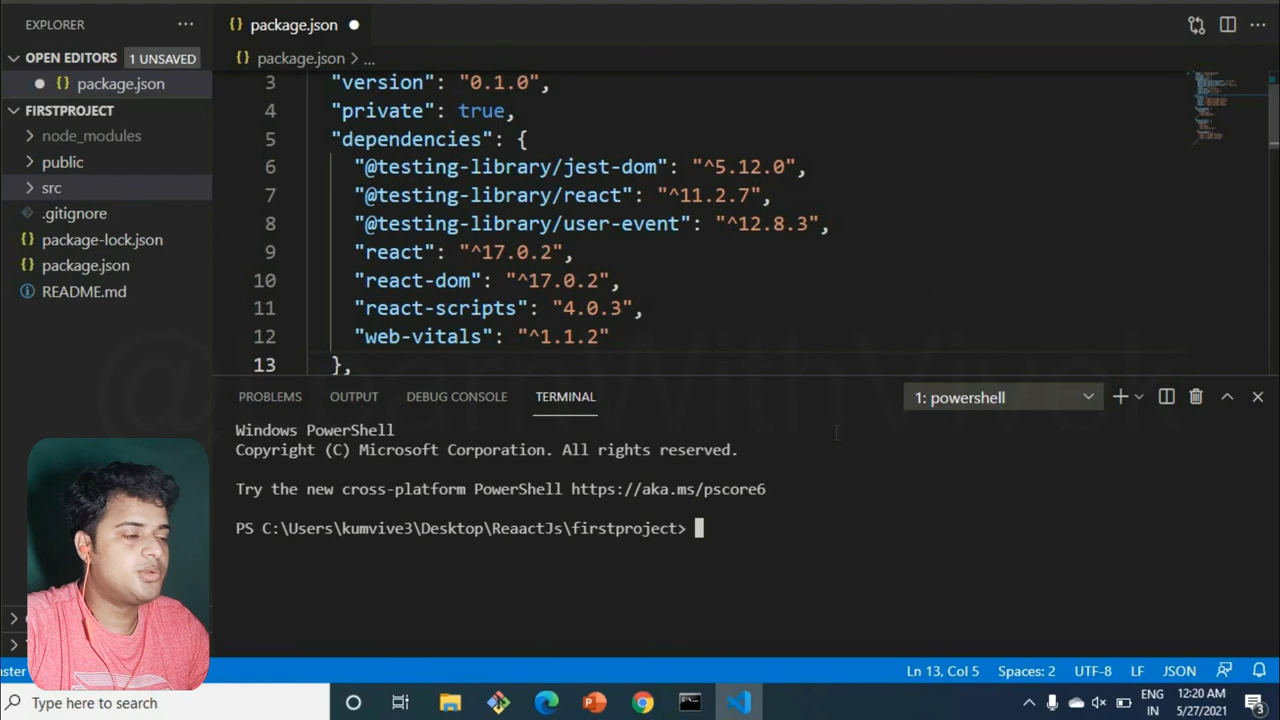 EXPLORER
package.json
OPEN EDITORS 1 UNSAVED
package.json
FIRSTPROJECT
node_modules
public
src
.gitignore
package-lock.json
package.json
README.md
package.json > ...
3 "version": "0.1.0",
4 "private": true,
5 "dependencies": {
6 "@testing-library/jest-dom": "^5.12.0",
7 "@testing-library/react": "^11.2.7",
8 "@testing-library/user-event": "^12.8.3",
9 "react": "^17.0.2",
10 "react-dom": "^17.0.2",
11 "react-scripts": "4.0.3",
12 "web-vitals": "^1.1.2"
13 },
@LearnWithVivek
PROBLEMS OUTPUT DEBUG CONSOLE TERMINAL 1: powershell
Windows PowerShell
Copyright (C) Microsoft Corporation. All rights reserved.
Try the new cross-platform PowerShell https://aka.ms/pscore6
PS C:\Users\kumvive3\Desktop\ReaactJs\firstproject>
Ln 13, Col 5 Spaces: 2 UTF-8 LF JSON
Type here to search
ENG
IN
12:20 AM
5/27/2021
3